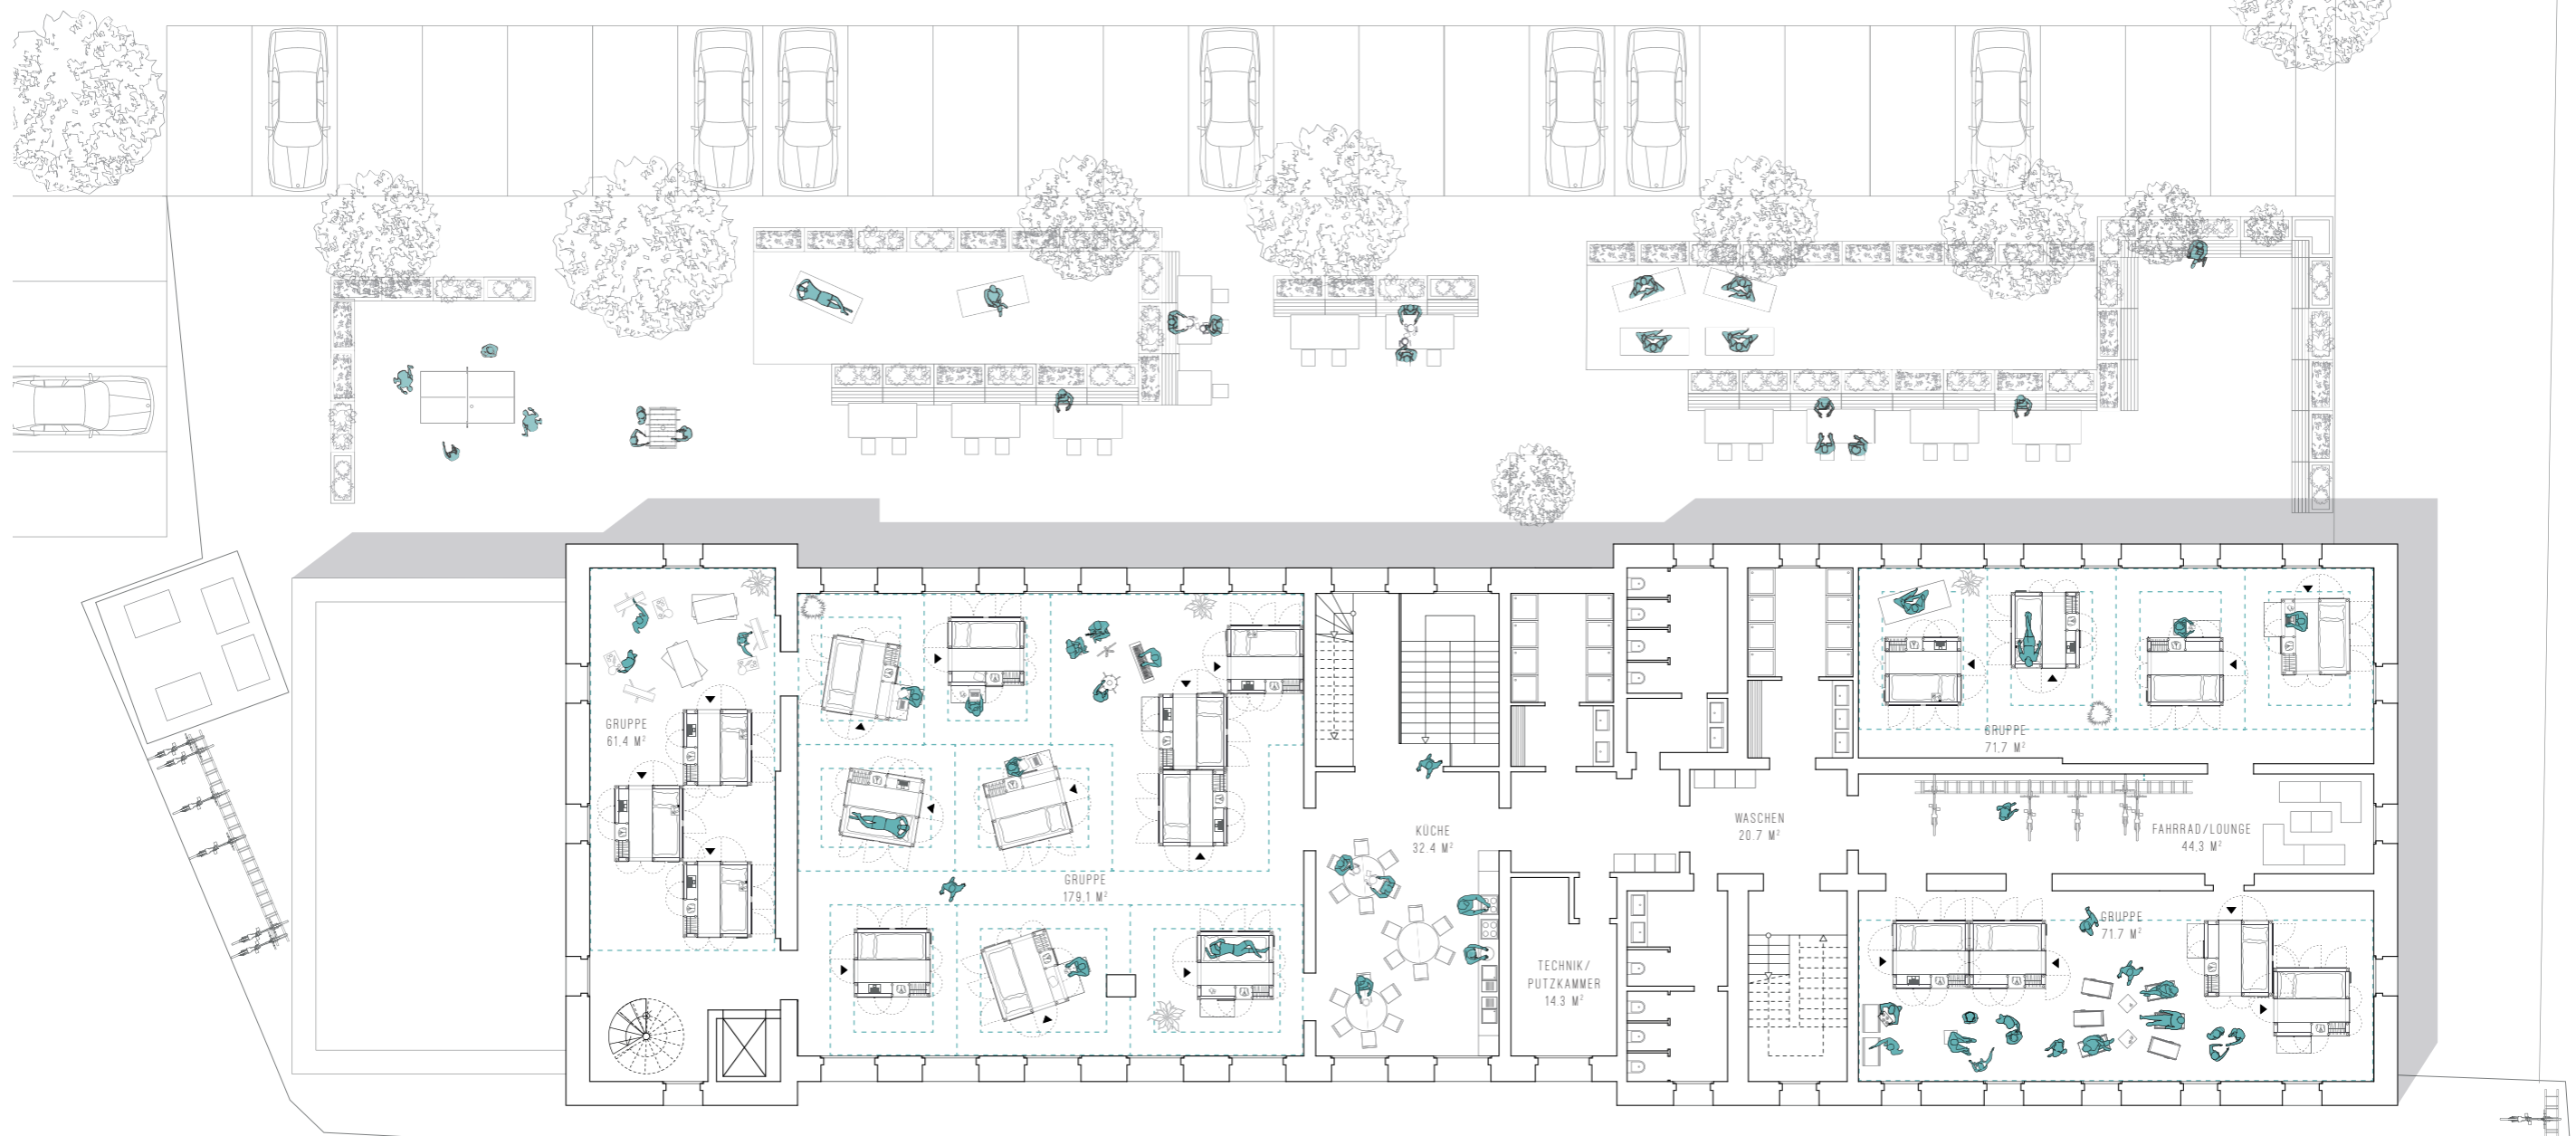 GRUPPE
61,4 M²
GRUPPE
179,1 M²
KÜCHE
32.4 M²
TECHNIK/
PUTZKAMMER
14.3 M²
WASCHEN
20.7 M²
GRUPPE
71,7 M²
FAHRRAD/LOUNGE
44,3 M²
GRUPPE
71,7 M²